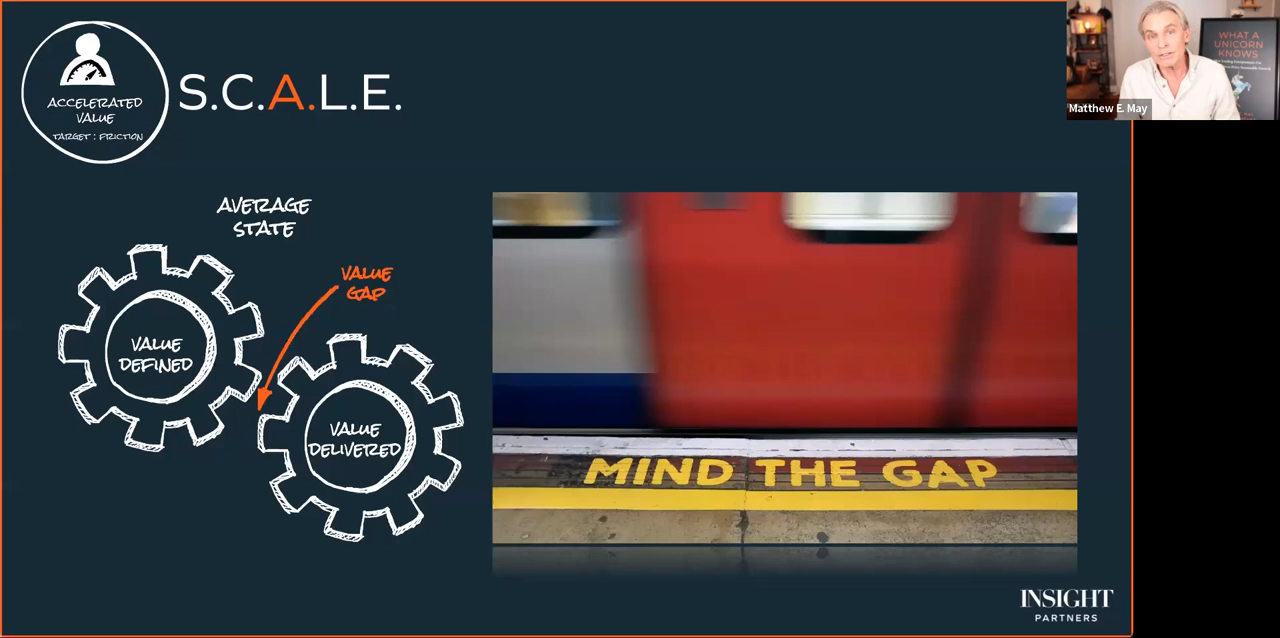 ACCELERATED
VALUE
TARGET : FRICTION
S.C.A.L.E.
WHAT A
UNICORN
KNOWS
Matthew E. May
AVERAGE
STATE
VALUE
GAP
VALUE
DEFINED
VALUE
DELIVERED
MIND THE GAP
INSIGHT
PARTNERS